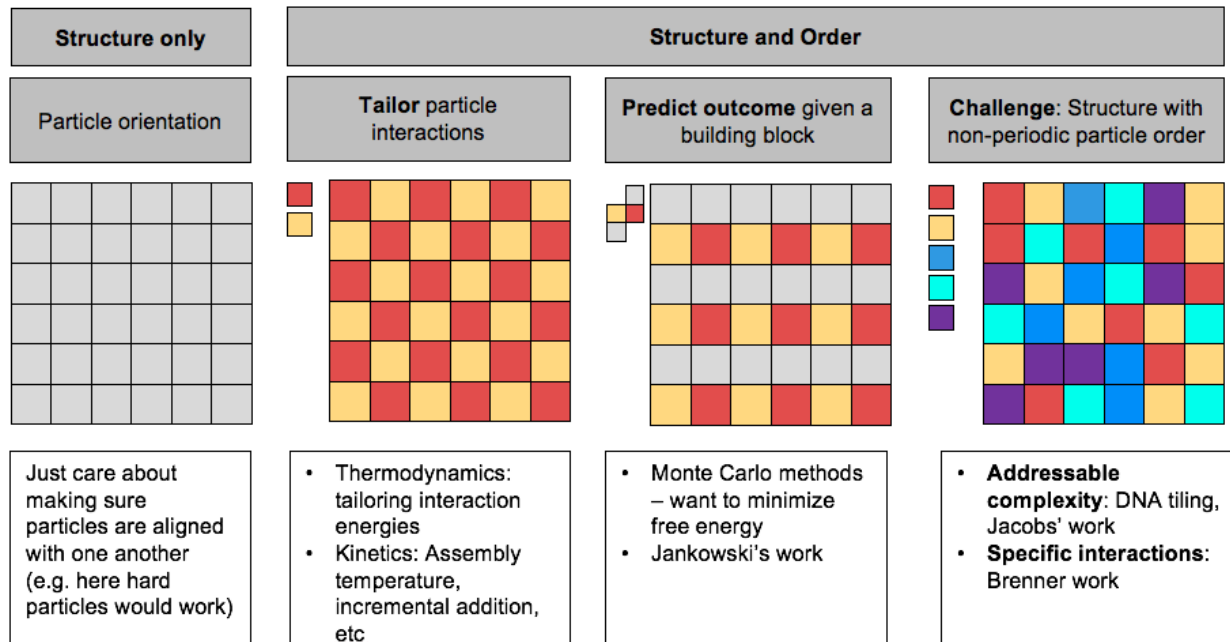 Structure only
Structure and Order
Particle orientation
Tailor particle
interactions
Predict outcome given a
building block
Challenge: Structure with
non-periodic particle order
Just care about
making sure
particles are aligned
with one another
(e.g. here hard
particles would work)
• Thermodynamics:
tailoring interaction
energies
• Kinetics: Assembly
temperature,
incremental addition,
etc
• Monte Carlo methods
– want to minimize
free energy
• Jankowski's work
• Addressable
complexity: DNA tiling,
Jacobs' work
• Specific interactions:
Brenner work